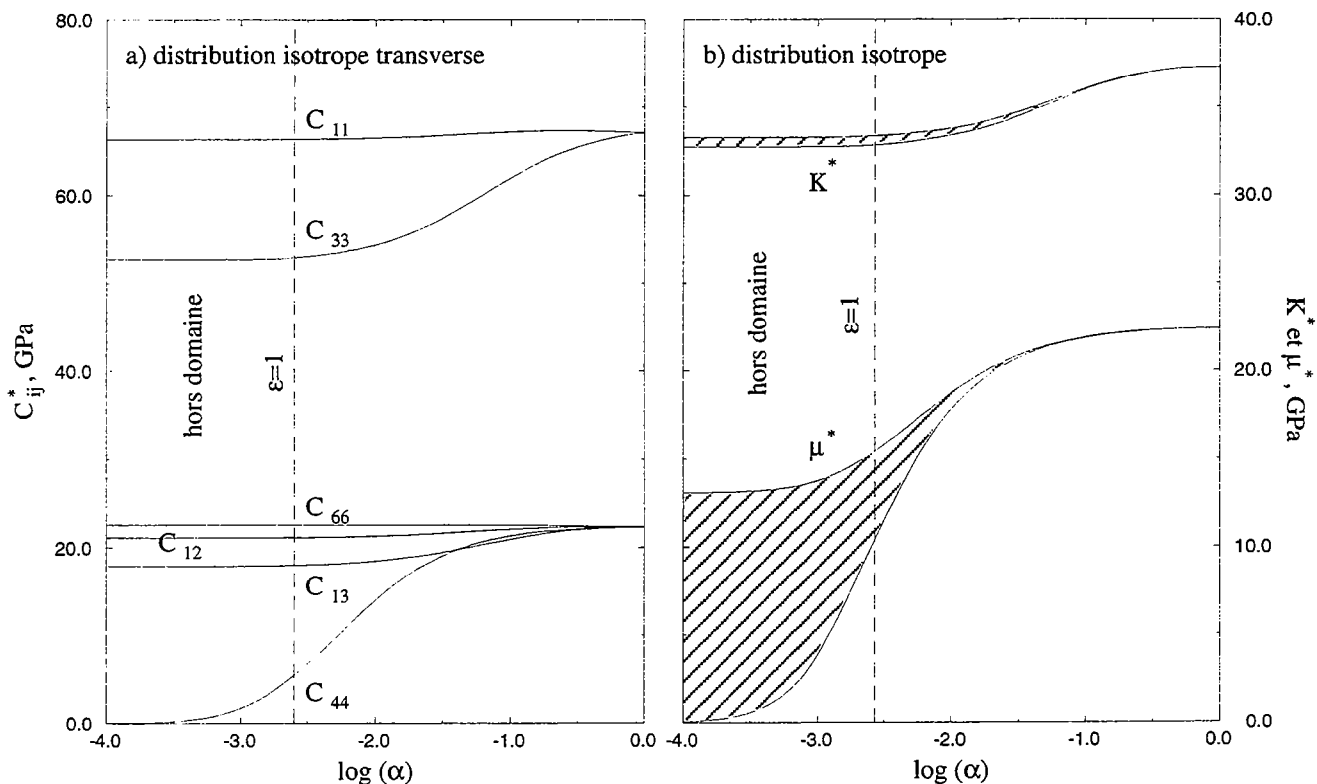 a) distribution isotrope transverse
80.0
60.0
40.0
20.0
0.0
C*ij, GPa
C11
C33
hors domaine
ε=1
C66
C12
C13
C44
-4.0 -3.0 -2.0 -1.0 0.0
log (α)
b) distribution isotrope
K*
hors domaine
ε=1
μ*
40.0
30.0
20.0
10.0
0.0
K* et μ*, GPa
-4.0 -3.0 -2.0 -1.0 0.0
log (α)